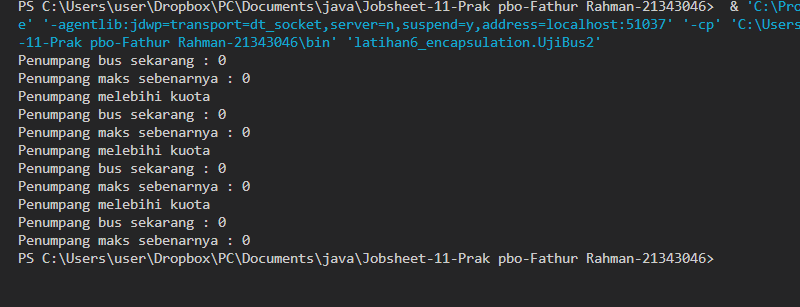 PS C:\Users\user\Dropbox\PC\Documents\java\Jobsheet-11-Prak pbo-Fathur Rahman-21343046>  & 'C:\Pro
e' '-agentlib:jdwp=transport=dt_socket,server=n,suspend=y,address=localhost:51037' '-cp' 'C:\Users
-11-Prak pbo-Fathur Rahman-21343046\bin' 'latihan6_encapsulation.UjiBus2'
Penumpang bus sekarang : 0
Penumpang maks sebenarnya : 0
Penumpang melebihi kuota
Penumpang bus sekarang : 0
Penumpang maks sebenarnya : 0
Penumpang melebihi kuota
Penumpang bus sekarang : 0
Penumpang maks sebenarnya : 0
Penumpang melebihi kuota
Penumpang bus sekarang : 0
Penumpang maks sebenarnya : 0
PS C:\Users\user\Dropbox\PC\Documents\java\Jobsheet-11-Prak pbo-Fathur Rahman-21343046>